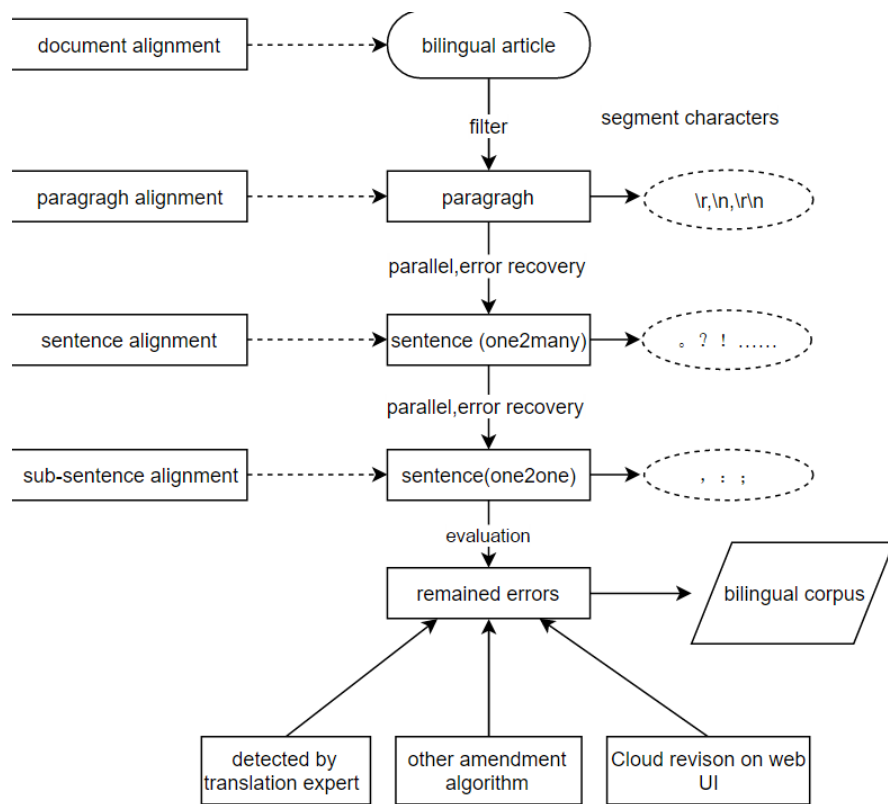 document alignment
bilingual article
filter
segment characters
paragragh alignment
paragragh
\r,\n,\r\n
parallel,error recovery
sentence alignment
sentence (one2many)
。？！……
parallel,error recovery
sub-sentence alignment
sentence(one2one)
，：；
evaluation
remained errors
bilingual corpus
detected by
translation expert
other amendment
algorithm
Cloud revison on web
UI